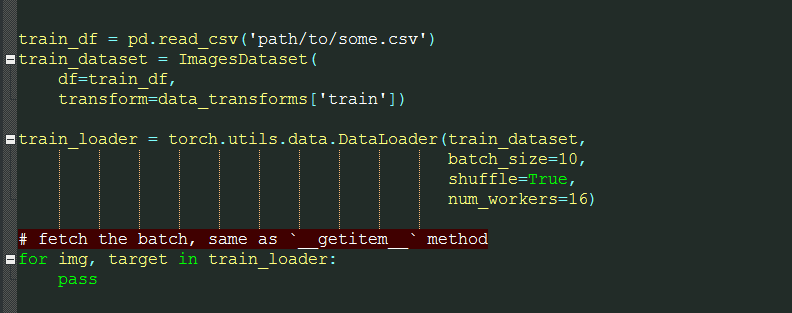 train_df = pd.read_csv('path/to/some.csv')
train_dataset = ImagesDataset(
    df=train_df,
    transform=data_transforms['train'])
train_loader = torch.utils.data.DataLoader(train_dataset,
                                           batch_size=10,
                                           shuffle=True,
                                           num_workers=16)
# fetch the batch, same as `__getitem__` method
for img, target in train_loader:
    pass